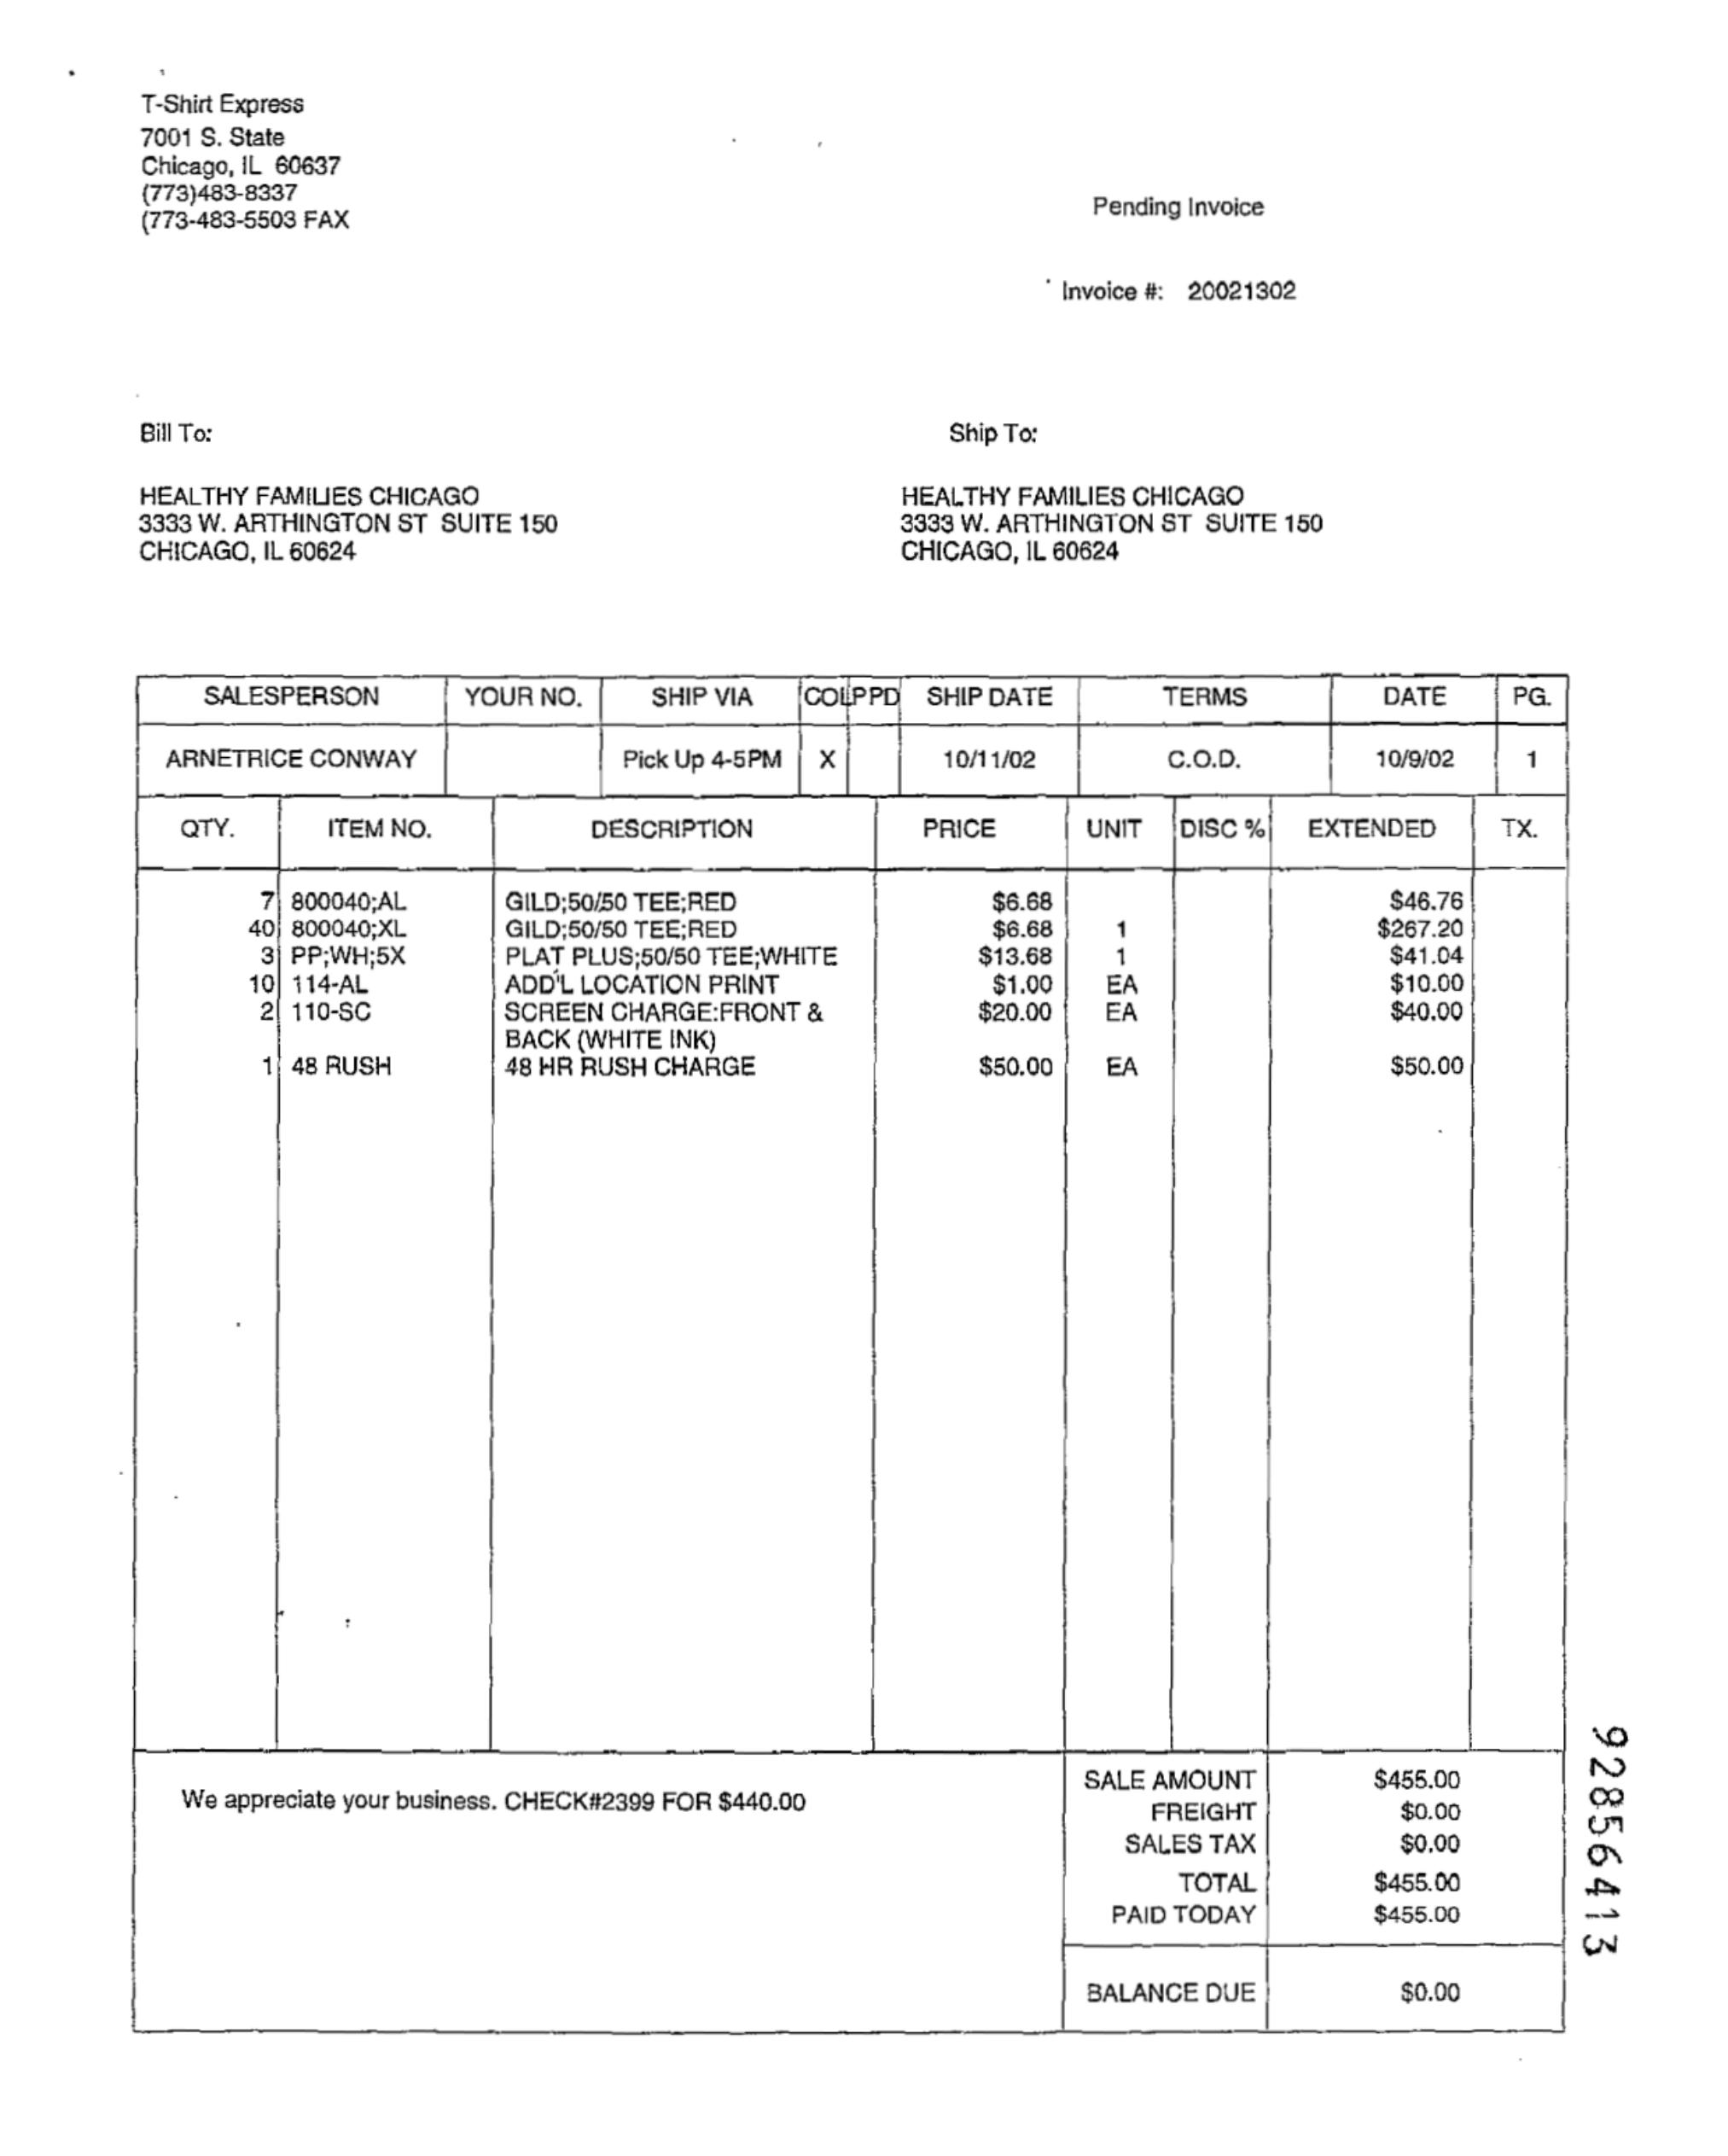 T-Shirt Express
7001 S. State
Chicago, IL 60637
(773)483-8337
(773-483-5503 FAX
Pending Invoice
Invoice #: 20021302
Bill To:
Ship To:
HEALTHY FAMILIES CHICAGO
3333 W. ARTHINGTON ST SUITE 150
CHICAGO, IL 60624
HEALTHY FAMILIES CHICAGO
3333 W. ARTHINGTON ST SUITE 150
CHICAGO, IL 60624
SALESPERSON YOUR NO. SHIP VIA COL PPD SHIP DATE TERMS DATE PG.
ARNETRICE CONWAY Pick Up 4-5PM X 10/11/02 C.O.D. 10/9/02 1
QTY. ITEM NO. DESCRIPTION PRICE UNIT DISC % EXTENDED TX.
7 800040;AL GILD;50/50 TEE;RED $6.68 $46.76
40 800040;XL GILD;50/50 TEE;RED $6.68 1 $267.20
3 PP;WH;5X PLAT PLUS;50/50 TEE;WHITE $13.68 1 $41.04
10 114-AL ADD'L LOCATION PRINT $1.00 EA $10.00
2 110-SC SCREEN CHARGE:FRONT & $20.00 EA $40.00
BACK (WHITE INK)
1 48 RUSH 48 HR RUSH CHARGE $50.00 EA $50.00
We appreciate your business. CHECK#2399 FOR $440.00
SALE AMOUNT $455.00
FREIGHT $0.00
SALES TAX $0.00
TOTAL $455.00
PAID TODAY $455.00
BALANCE DUE $0.00
92856413